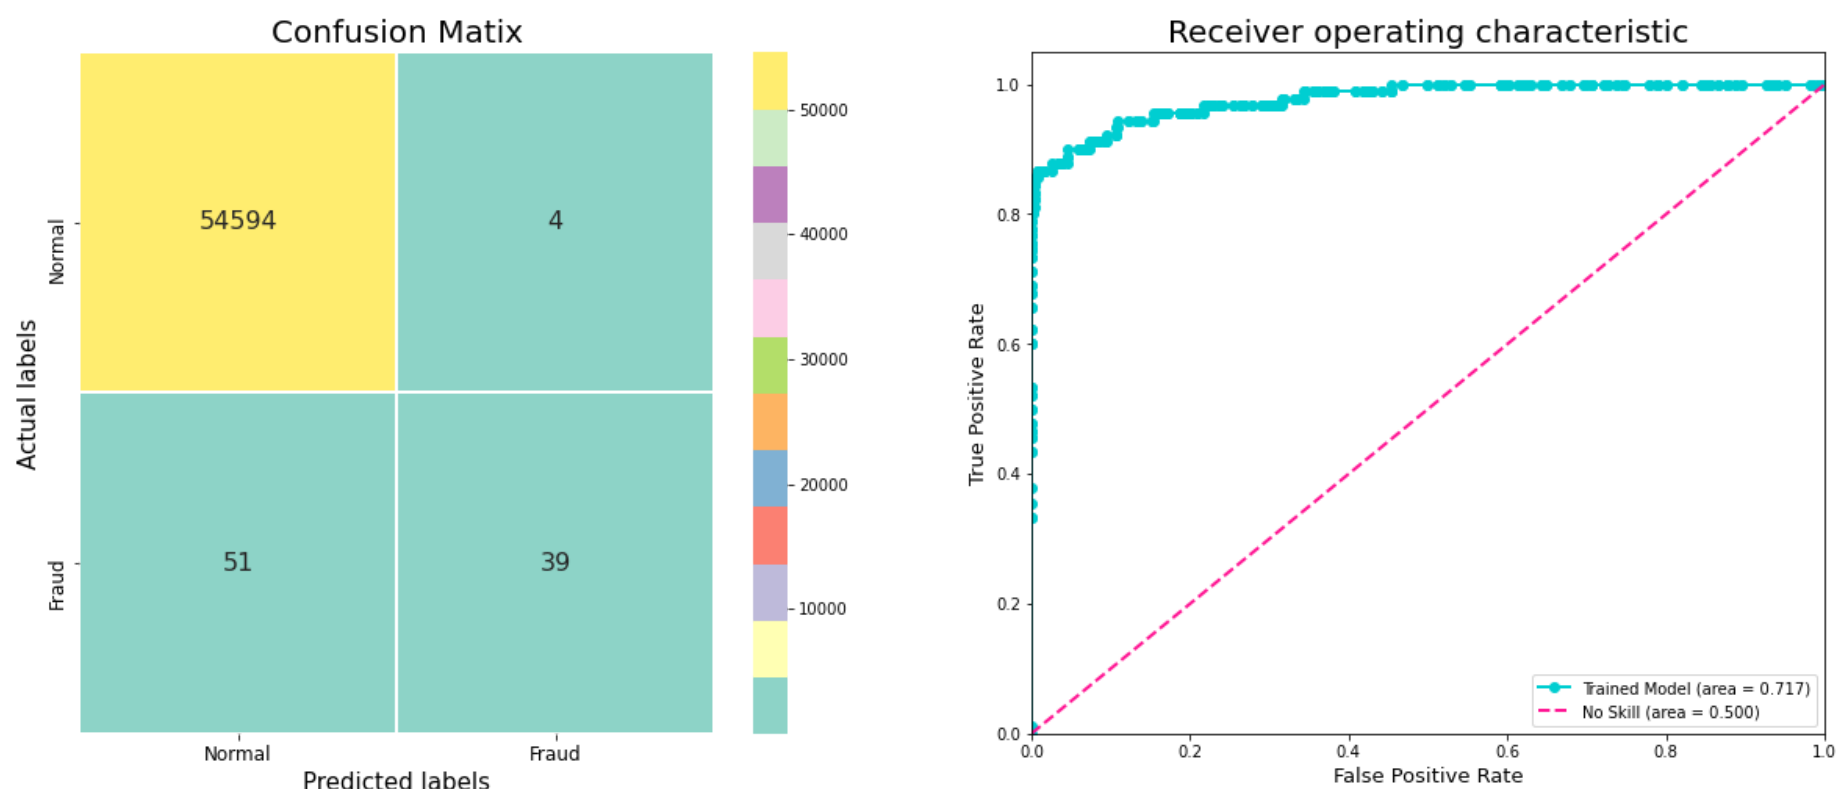 Confusion Matix
Actual labels
Normal
Fraud
54594
4
51
39
Normal
Fraud
Predicted labels
50000
40000
30000
20000
10000
Receiver operating characteristic
True Positive Rate
1.0
0.8
0.6
0.4
0.2
0.0
0.0
0.2
0.4
0.6
0.8
1.0
False Positive Rate
Trained Model (area = 0.717)
No Skill (area = 0.500)